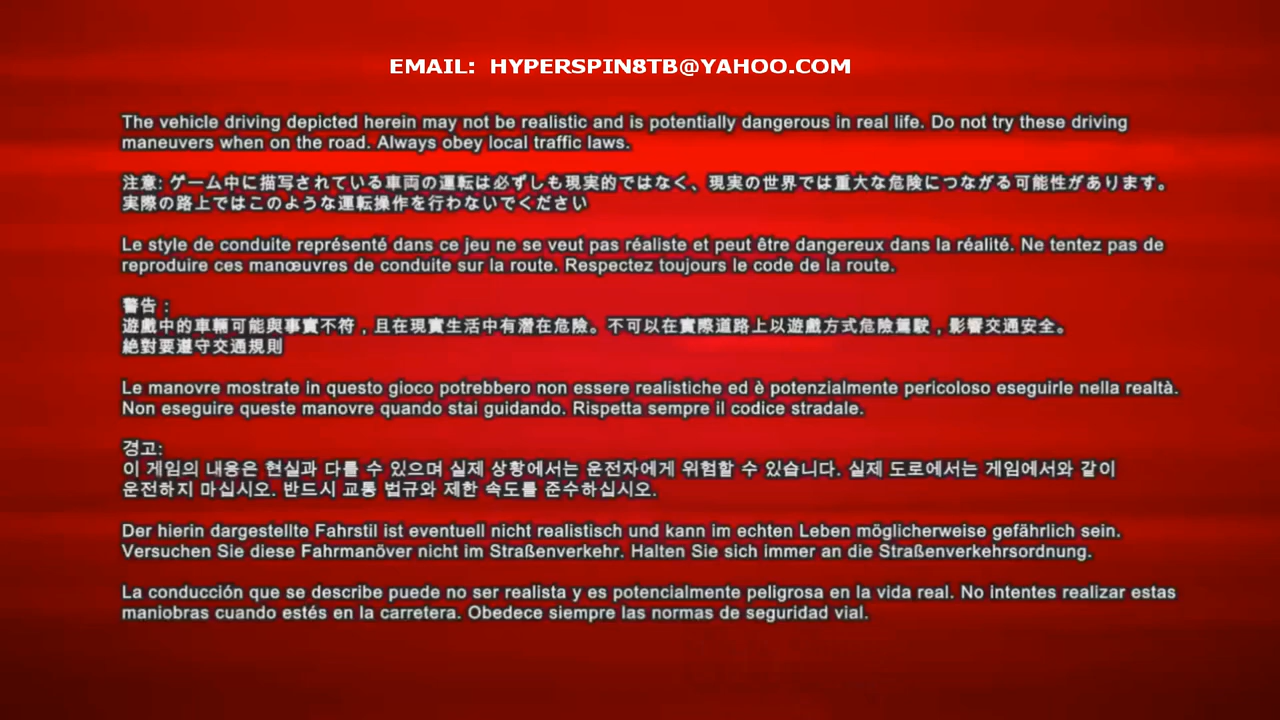 EMAIL: HYPERSPIN8TB@YAHOO.COM
The vehicle driving depicted herein may not be realistic and is potentially dangerous in real life. Do not try these driving
maneuvers when on the road. Always obey local traffic laws.
注意: ゲーム中に描写されている車両の運転は必ずしも現実的ではなく、現実の世界では重大な危険につながる可能性があります。
実際の路上ではこのような運転操作を行わないでください
Le style de conduite représenté dans ce jeu ne se veut pas réaliste et peut être dangereux dans la réalité. Ne tentez pas de
reproduire ces manœuvres de conduite sur la route. Respectez toujours le code de la route.
警告：
遊戲中的車輛可能與事實不符，且在現實生活中有潛在危險。不可以在實際道路上以遊戲方式危險駕駛，影響交通安全。
絕對要遵守交通規則
Le manovre mostrate in questo gioco potrebbero non essere realistiche ed è potenzialmente pericoloso eseguirle nella realtà.
Non eseguire queste manovre quando stai guidando. Rispetta sempre il codice stradale.
경고:
이 게임의 내용은 현실과 다를 수 있으며 실제 상황에서는 운전자에게 위험할 수 있습니다. 실제 도로에서는 게임에서와 같이
운전하지 마십시오. 반드시 교통 법규와 제한 속도를 준수하십시오.
Der hierin dargestellte Fahrstil ist eventuell nicht realistisch und kann im echten Leben möglicherweise gefährlich sein.
Versuchen Sie diese Fahrmanöver nicht im Straßenverkehr. Halten Sie sich immer an die Straßenverkehrsordnung.
La conducción que se describe puede no ser realista y es potencialmente peligrosa en la vida real. No intentes realizar estas
maniobras cuando estés en la carretera. Obedece siempre las normas de seguridad vial.